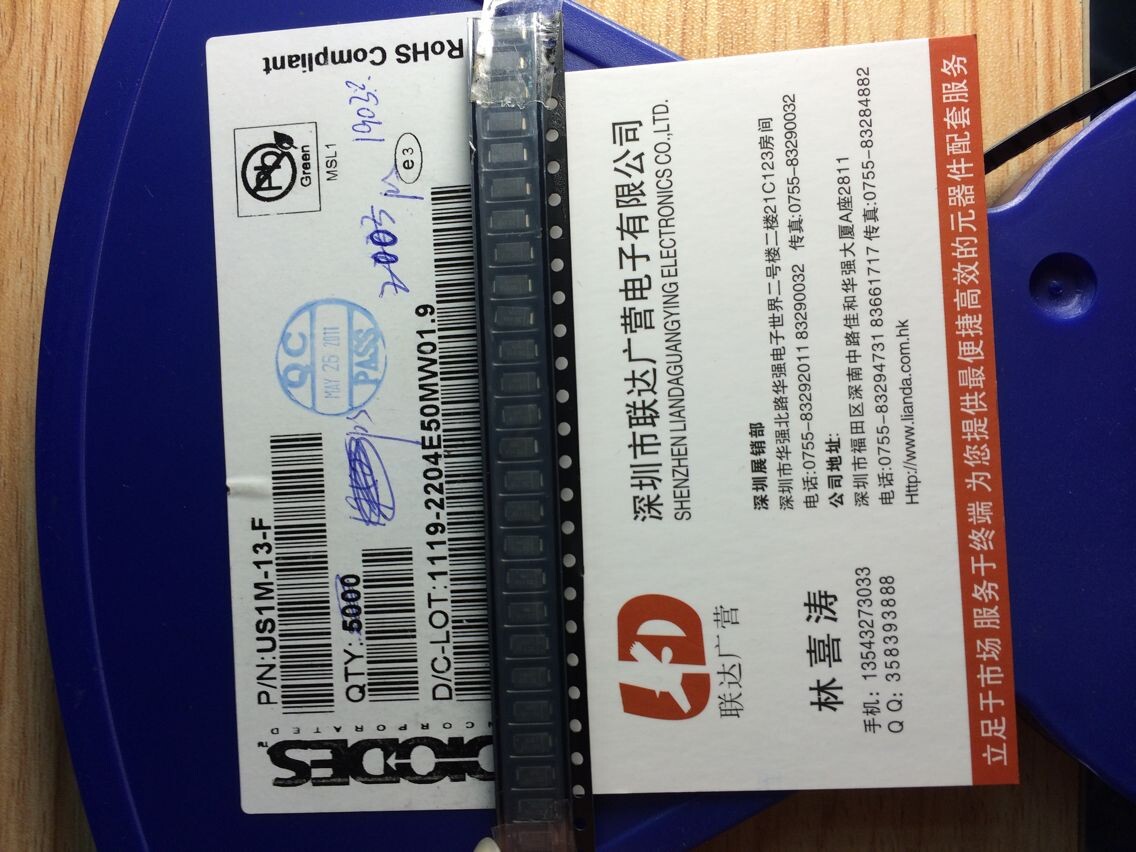 DIODES
I N C O R P O R A T E D
P/N:US1M-13-F
QTY: 5000
D/C-LOT:1119-2204E50MW01.9
QC
MAY 26 2011
PASS
2005
1903
Pb
Green
MSL1
e3
RoHS Compliant
LD
联达广营
深圳市联达广营电子有限公司
SHENZHEN LIANDAGUANGYING ELECTRONICS CO.,LTD.
深圳展销部
深圳市华强北路华强电子世界二号楼二楼21C123房间
电话:0755-83292011 83290032 传真:0755-83290032
公司地址:
深圳市福田区深南中路佳和华强大厦A座2811
电话:0755-83294731 83661717 传真:0755-83284882
Http://www.lianda.com.hk
林喜涛
手机: 13543273033
Q Q: 358393888
立足于市场 服务于终端 为您提供最便捷高效的元器件配套服务